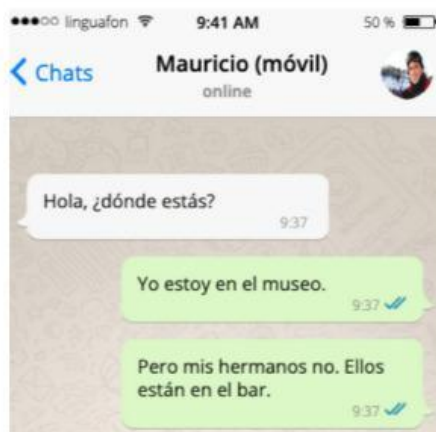 linguafon 9:41 AM 50 %
Chats Mauricio (móvil)
online
Hola, ¿dónde estás?
9:37
Yo estoy en el museo.
9:37
Pero mis hermanos no. Ellos
están en el bar.
9:37